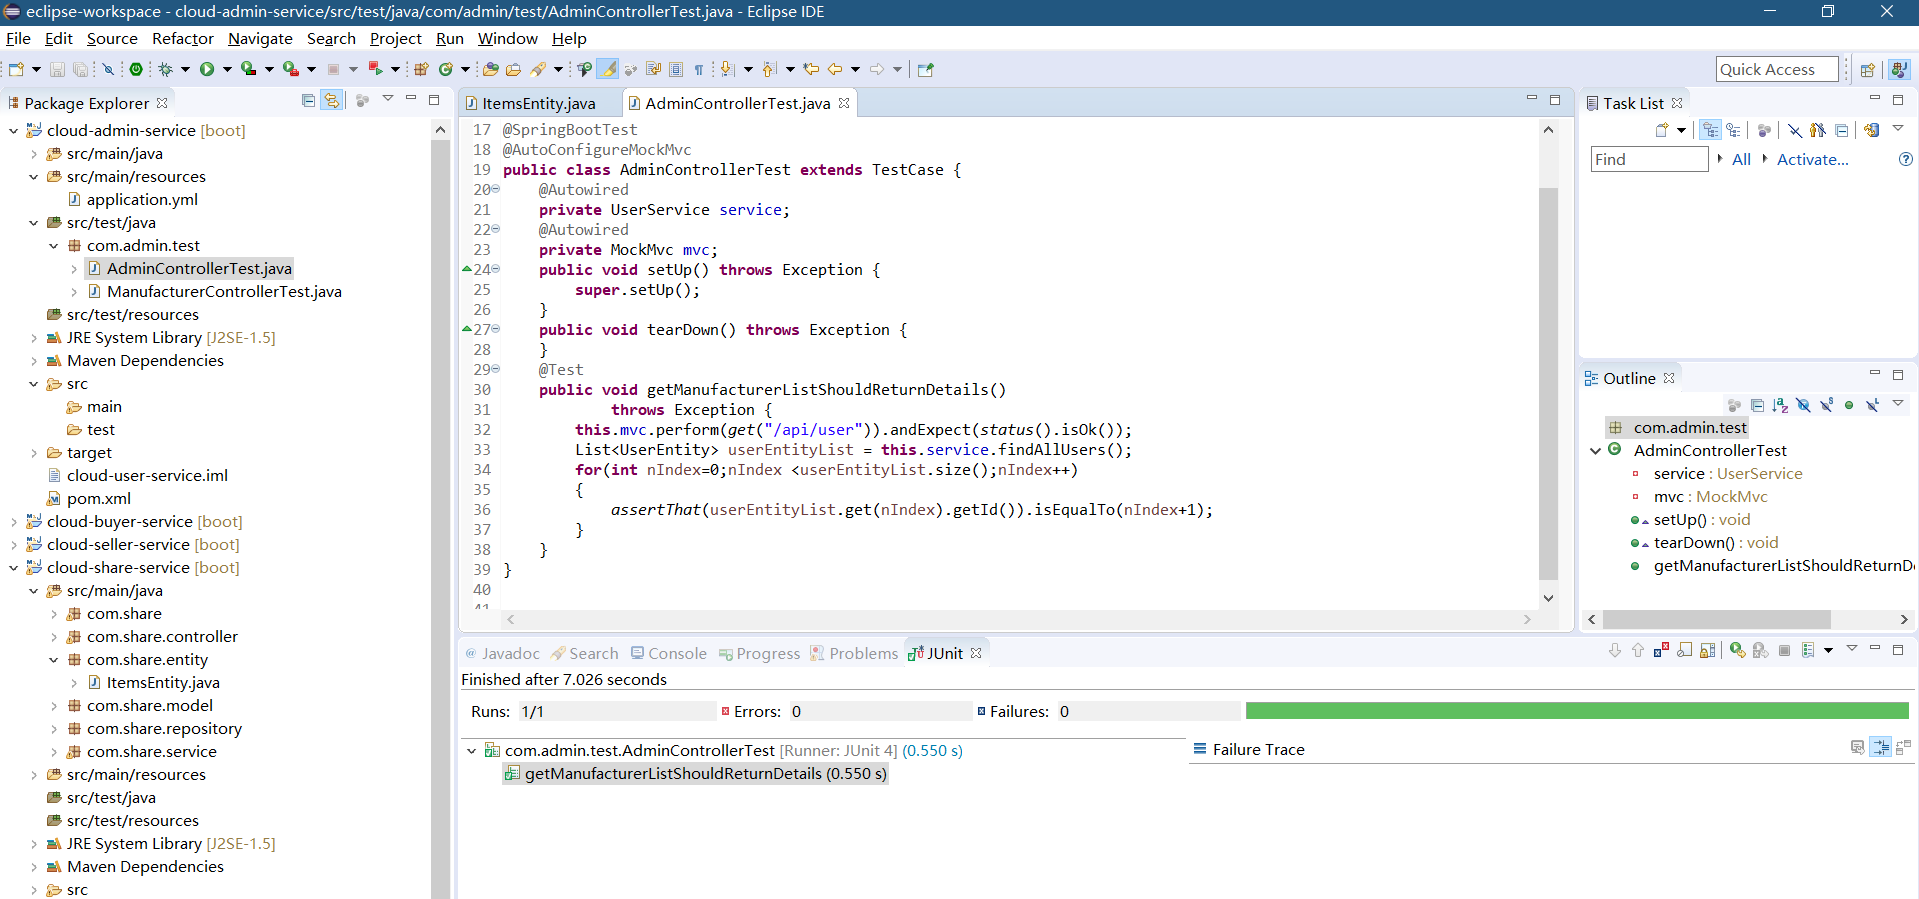 eclipse-workspace - cloud-admin-service/src/test/java/com/admin/test/AdminControllerTest.java - Eclipse IDE
File Edit Source Refactor Navigate Search Project Run Window Help
Quick Access
Package Explorer
cloud-admin-service [boot]
src/main/java
src/main/resources
application.yml
src/test/java
com.admin.test
AdminControllerTest.java
ManufacturerControllerTest.java
src/test/resources
JRE System Library [J2SE-1.5]
Maven Dependencies
src
main
test
target
cloud-user-service.iml
pom.xml
cloud-buyer-service [boot]
cloud-seller-service [boot]
cloud-share-service [boot]
src/main/java
com.share
com.share.controller
com.share.entity
ItemsEntity.java
com.share.model
com.share.repository
com.share.service
src/main/resources
src/test/java
src/test/resources
JRE System Library [J2SE-1.5]
Maven Dependencies
src
ItemsEntity.java AdminControllerTest.java
17 @SpringBootTest
18 @AutoConfigureMockMvc
19 public class AdminControllerTest extends TestCase {
20 @Autowired
21 private UserService service;
22 @Autowired
23 private MockMvc mvc;
24 public void setUp() throws Exception {
25 super.setUp();
26 }
27 public void tearDown() throws Exception {
28 }
29 @Test
30 public void getManufacturerListShouldReturnDetails()
31 throws Exception {
32 this.mvc.perform(get("/api/user")).andExpect(status().isOk());
33 List<UserEntity> userEntityList = this.service.findAllUsers();
34 for(int nIndex=0;nIndex <userEntityList.size();nIndex++)
35 {
36 assertThat(userEntityList.get(nIndex).getId()).isEqualTo(nIndex+1);
37 }
38 }
39 }
40
41
Task List
Find All Activate...
Outline
com.admin.test
AdminControllerTest
service : UserService
mvc : MockMvc
setUp() : void
tearDown() : void
getManufacturerListShouldReturnD
@ Javadoc Search Console Progress Problems JUnit
Finished after 7.026 seconds
Runs: 1/1 Errors: 0 Failures: 0
com.admin.test.AdminControllerTest [Runner: JUnit 4] (0.550 s)
getManufacturerListShouldReturnDetails (0.550 s)
Failure Trace